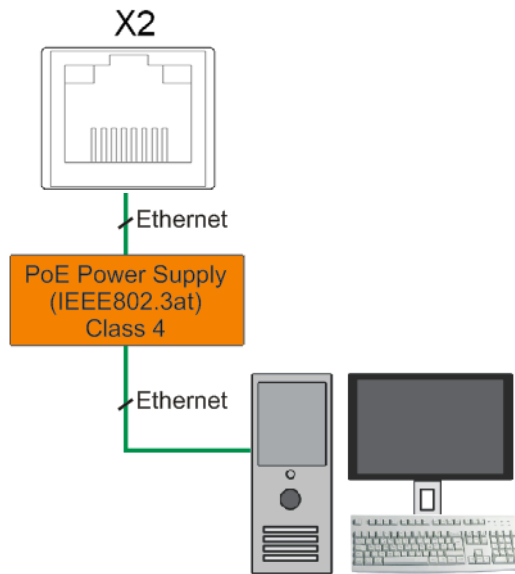 X2
Ethernet
PoE Power Supply
(IEEE802.3at)
Class 4
Ethernet